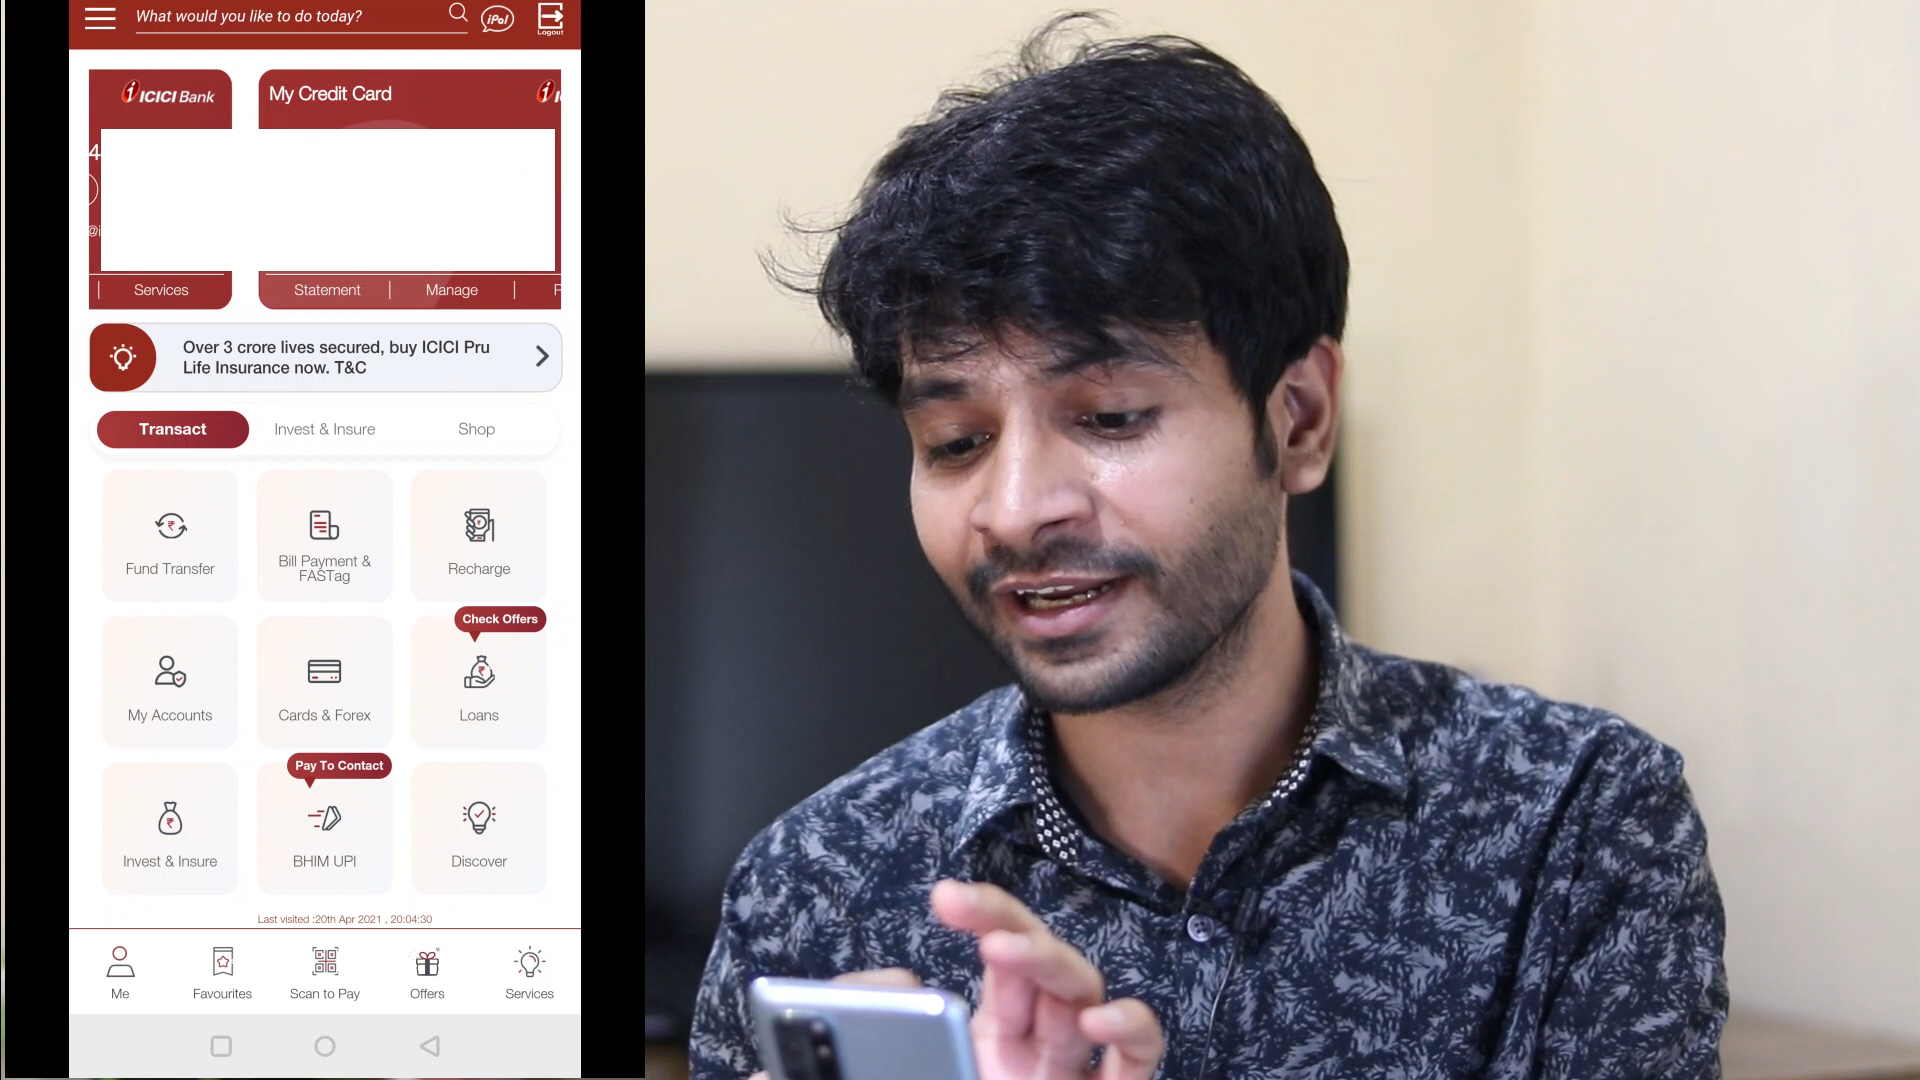 What would you like to do today?
iPal
Logout
ICICI Bank
My Credit Card
4
@i
Services
Statement
Manage
Over 3 crore lives secured, buy ICICI Pru
Life Insurance now. T&C
Transact
Invest & Insure
Shop
Fund Transfer
Bill Payment &
FASTag
Recharge
Check Offers
My Accounts
Cards & Forex
Loans
Pay To Contact
Invest & Insure
BHIM UPI
Discover
Last visited :20th Apr 2021 , 20:04:30
Me
Favourites
Scan to Pay
Offers
Services